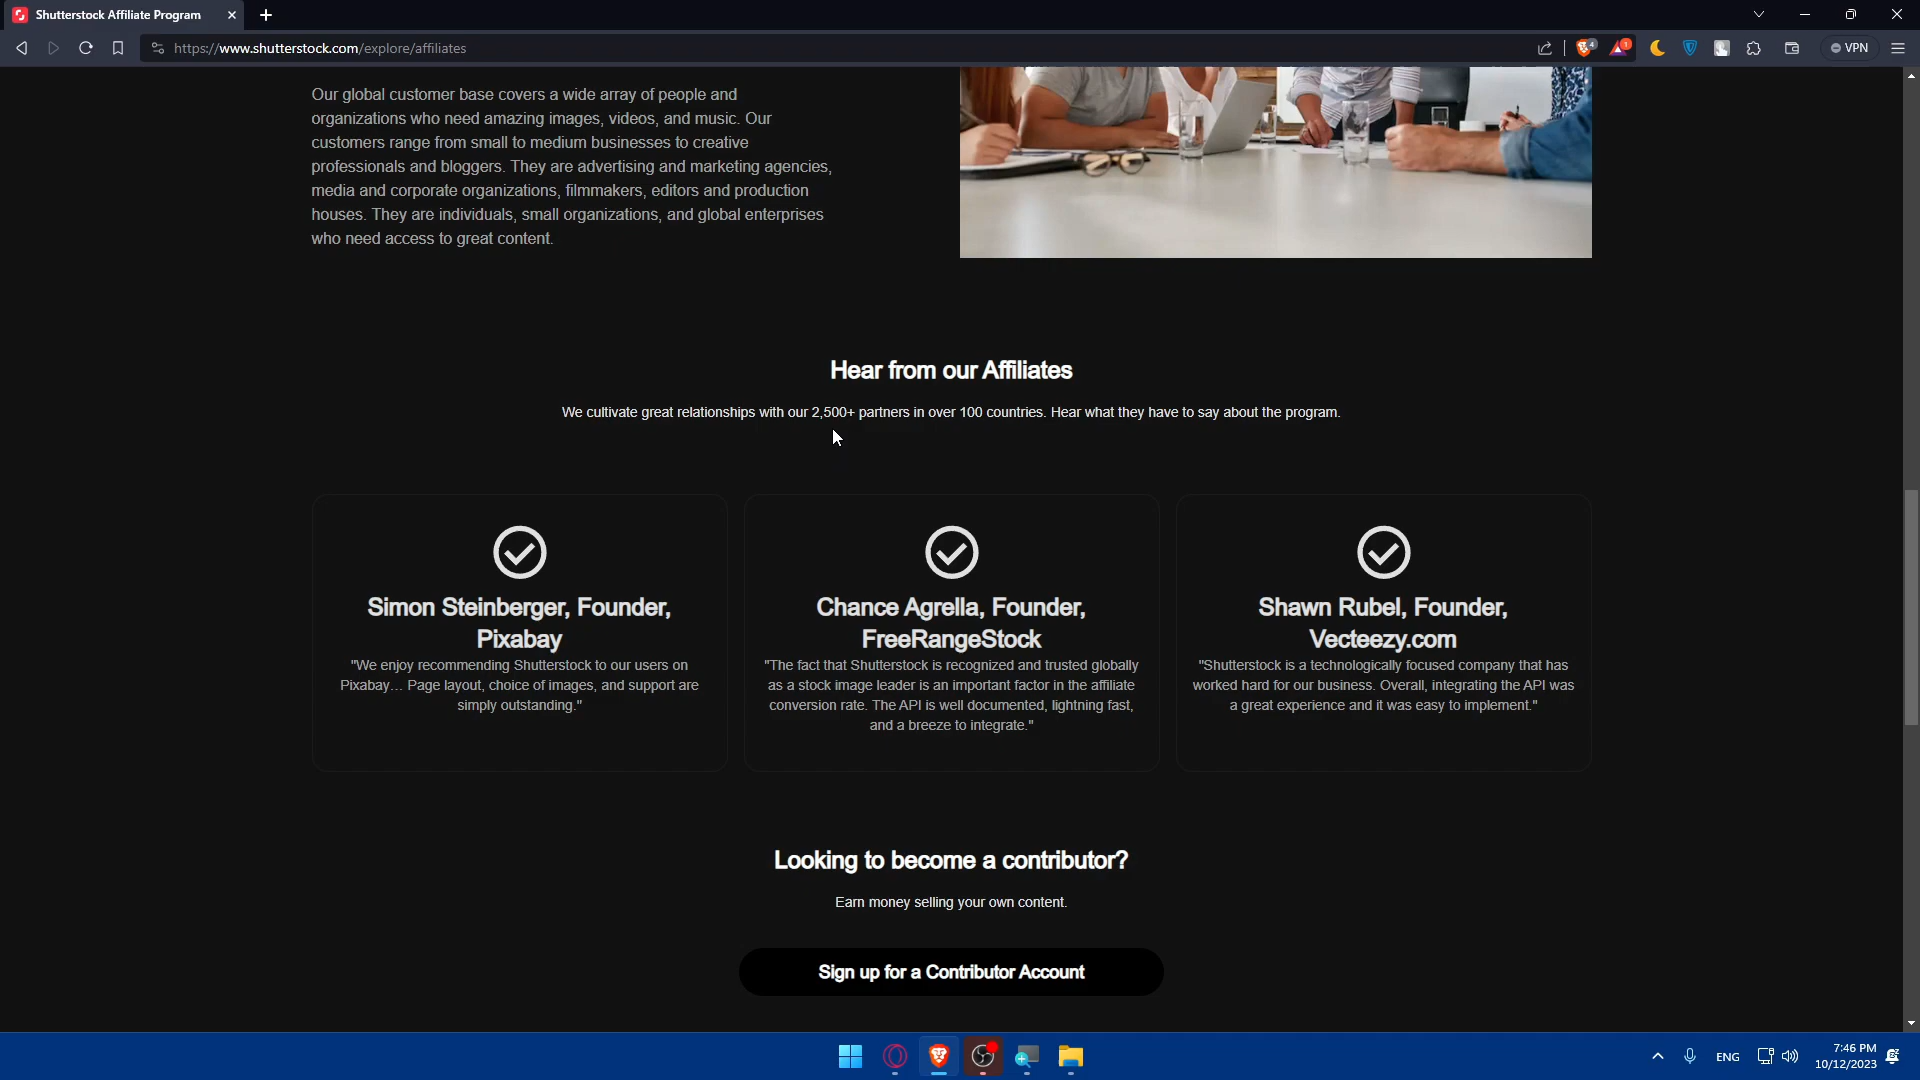 Shutterstock Affiliate Program
https://www.shutterstock.com/explore/affiliates
4
1
VPN
Our global customer base covers a wide array of people and
organizations who need amazing images, videos, and music. Our
customers range from small to medium businesses to creative
professionals and bloggers. They are advertising and marketing agencies,
media and corporate organizations, filmmakers, editors and production
houses. They are individuals, small organizations, and global enterprises
who need access to great content.
Hear from our Affiliates
We cultivate great relationships with our 2,500+ partners in over 100 countries. Hear what they have to say about the program.
Simon Steinberger, Founder,
Pixabay
"We enjoy recommending Shutterstock to our users on
Pixabay… Page layout, choice of images, and support are
simply outstanding."
Chance Agrella, Founder,
FreeRangeStock
"The fact that Shutterstock is recognized and trusted globally
as a stock image leader is an important factor in the affiliate
conversion rate. The API is well documented, lightning fast,
and a breeze to integrate."
Shawn Rubel, Founder,
Vecteezy.com
"Shutterstock is a technologically focused company that has
worked hard for our business. Overall, integrating the API was
a great experience and it was easy to implement."
Looking to become a contributor?
Earn money selling your own content.
Sign up for a Contributor Account
ENG
7:46 PM
10/12/2023